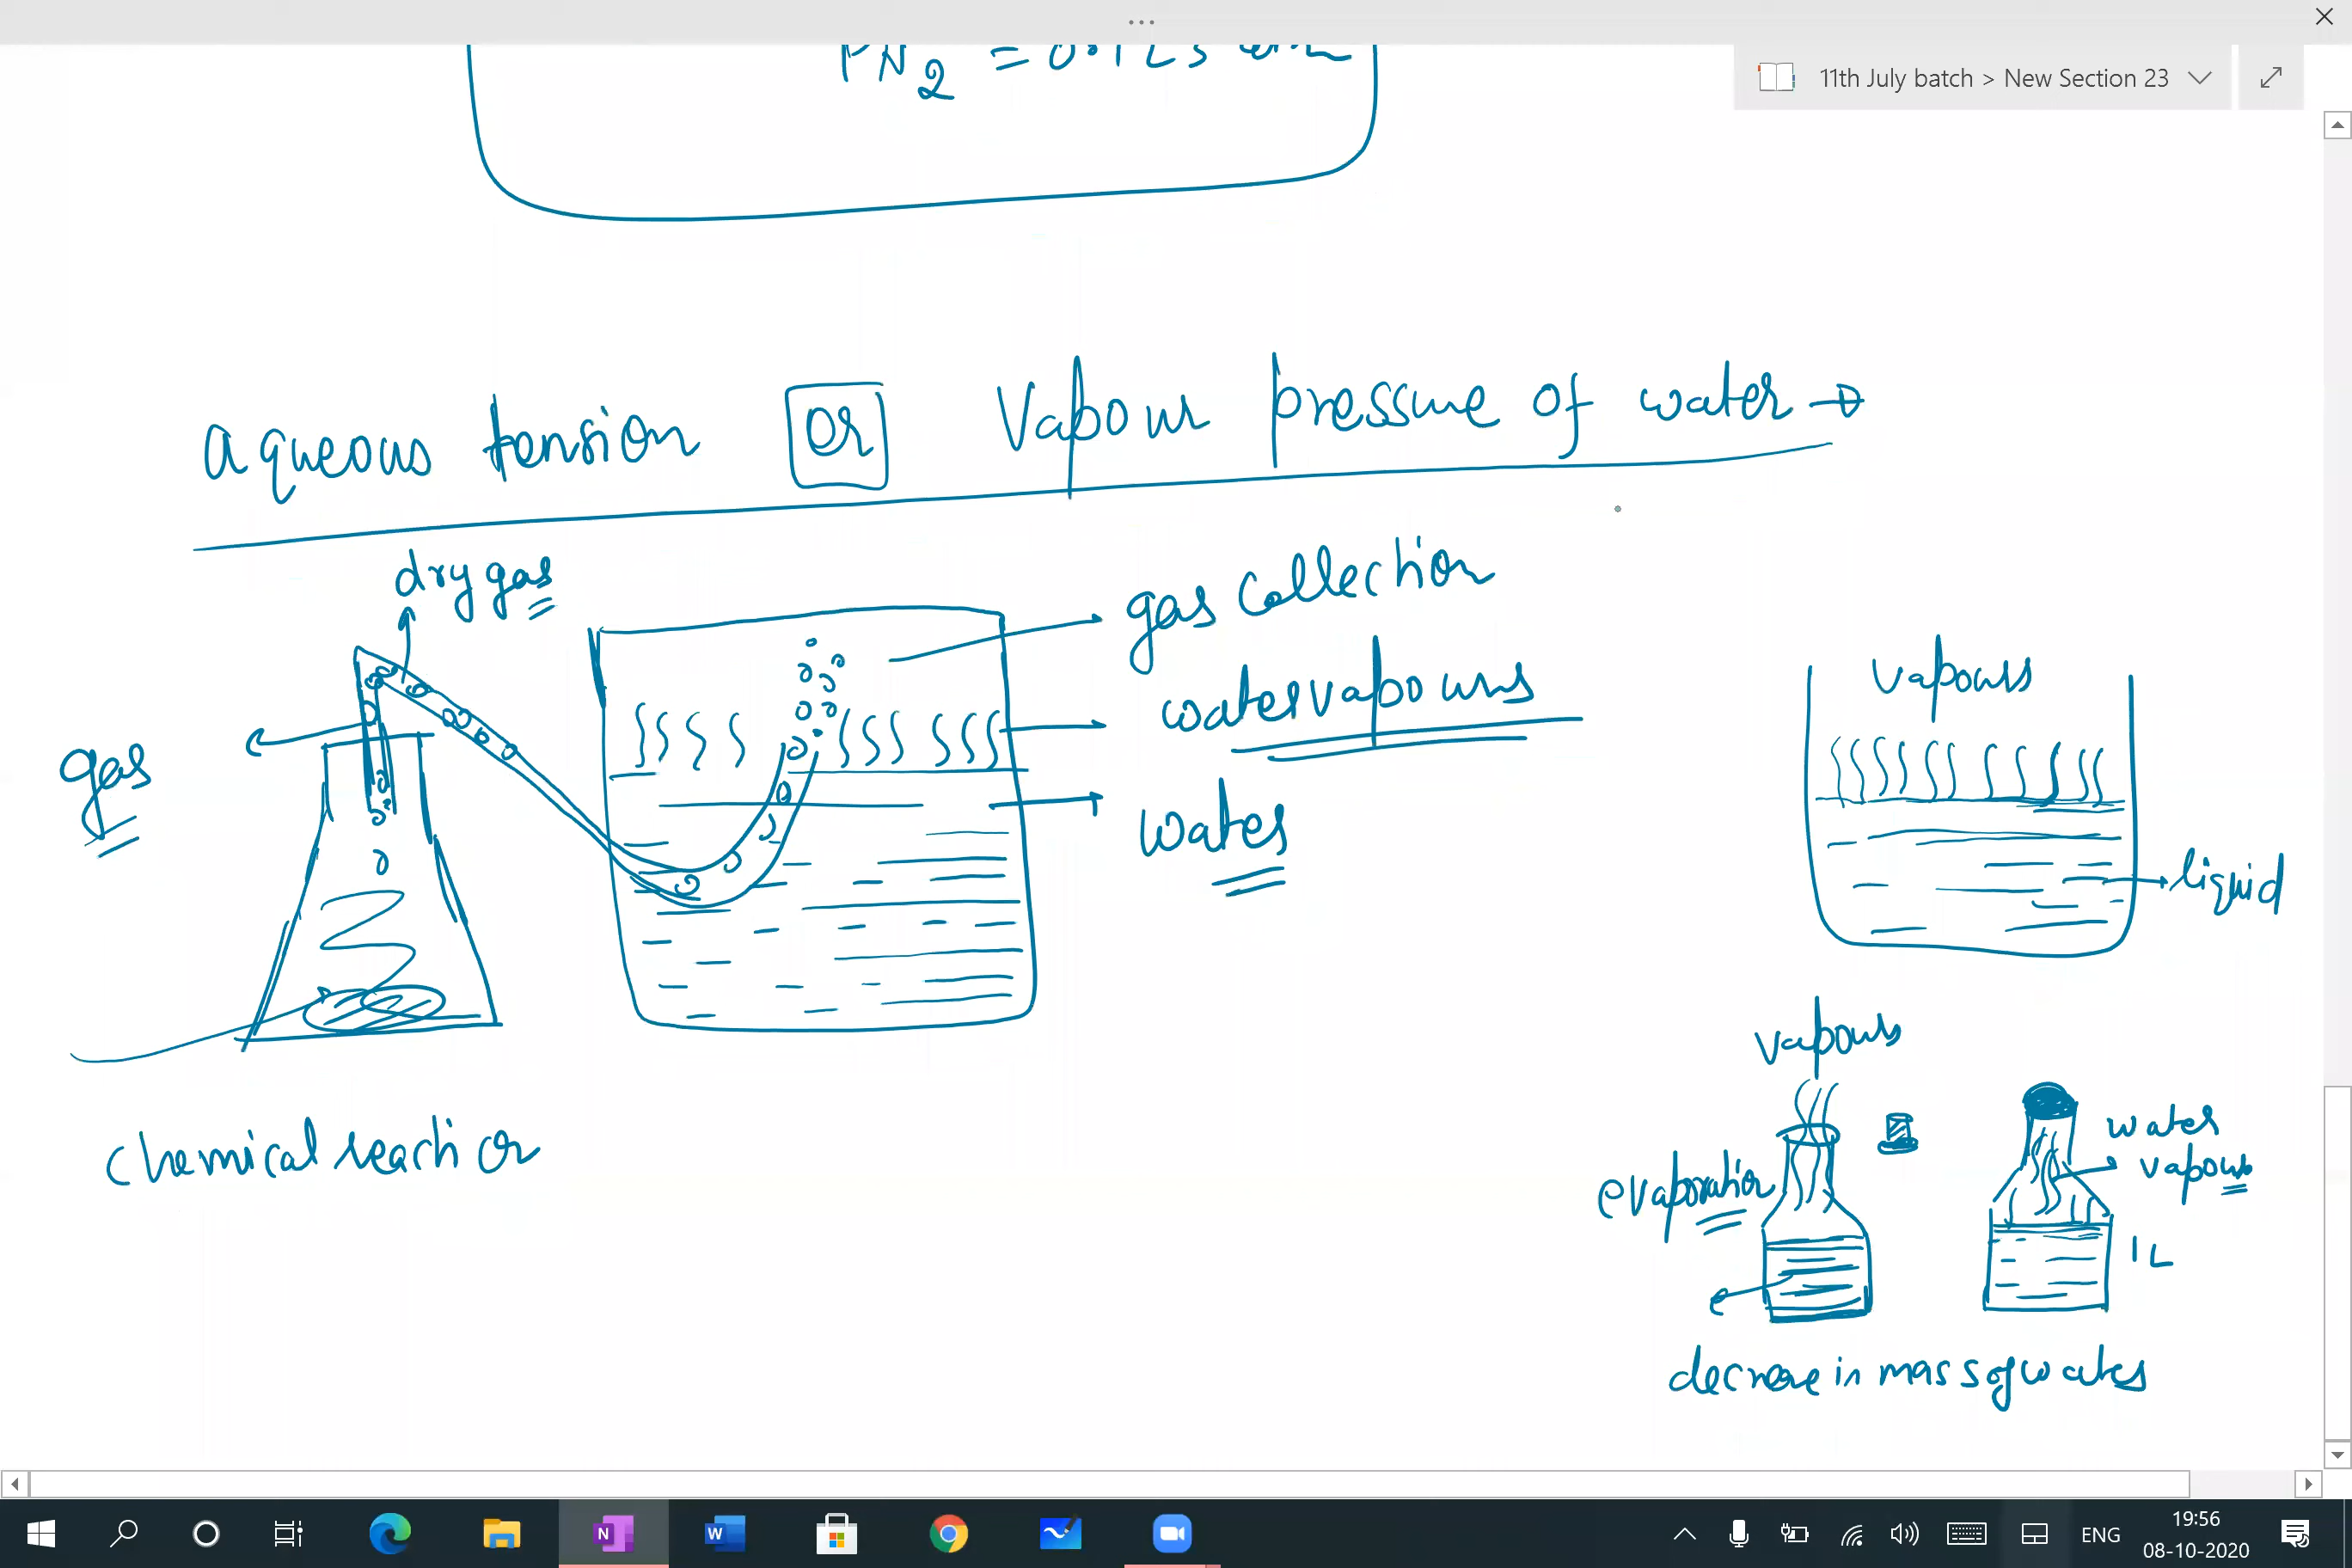 11th July batch > New Section 23
aqueous tension or Vapour pressure of water →
dry gas
gas collection
water vapours
water
gas
chemical reaction
vapours
liquid
vapours
evaporation
water
vapours
1L
decrease in mass of water
N
W
ENG
19:56
08-10-2020